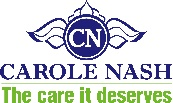 CN
CAROLE NASH
The care it deserves